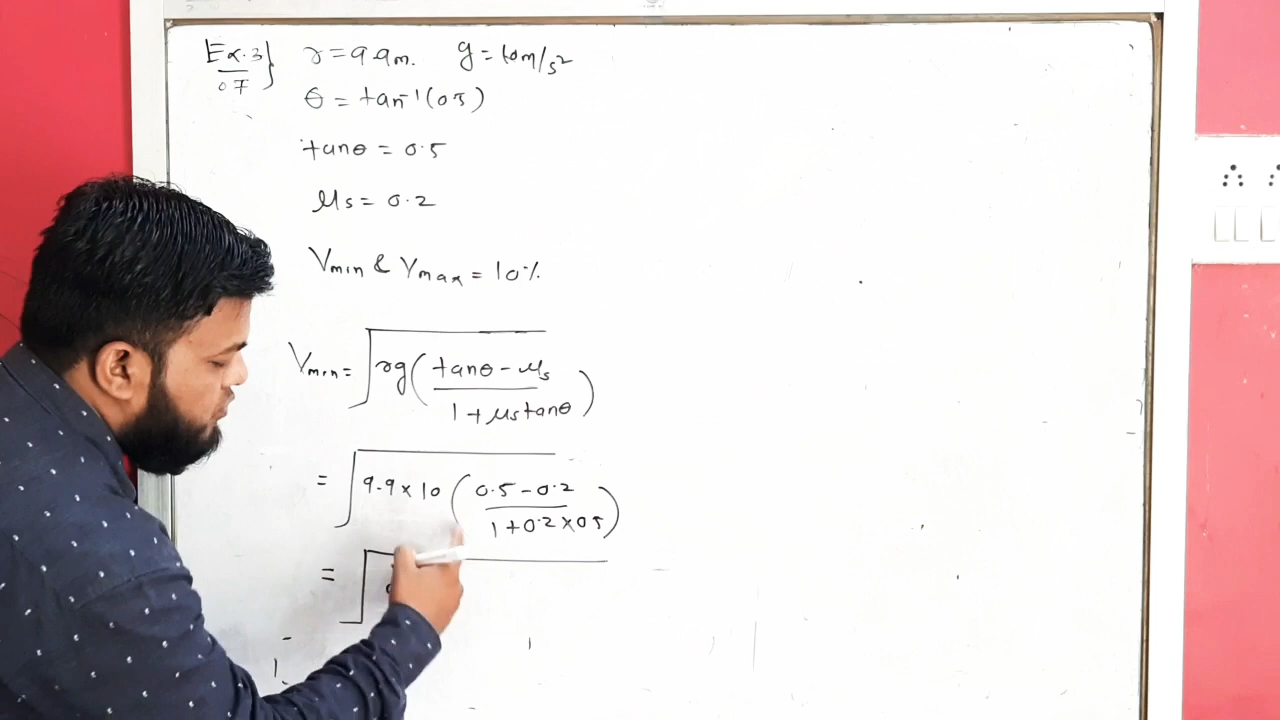 Ex.3} r = 9.9m. g = 10m/s²
07
θ = tan⁻¹(0.5)
tanθ = 0.5
μs = 0.2
Vmin & Vmax = 10%
Vmin = √rg(tanθ - μs / 1 + μs tanθ)
= √9.9 × 10 (0.5 - 0.2 / 1 + 0.2 × 0.5)
= √